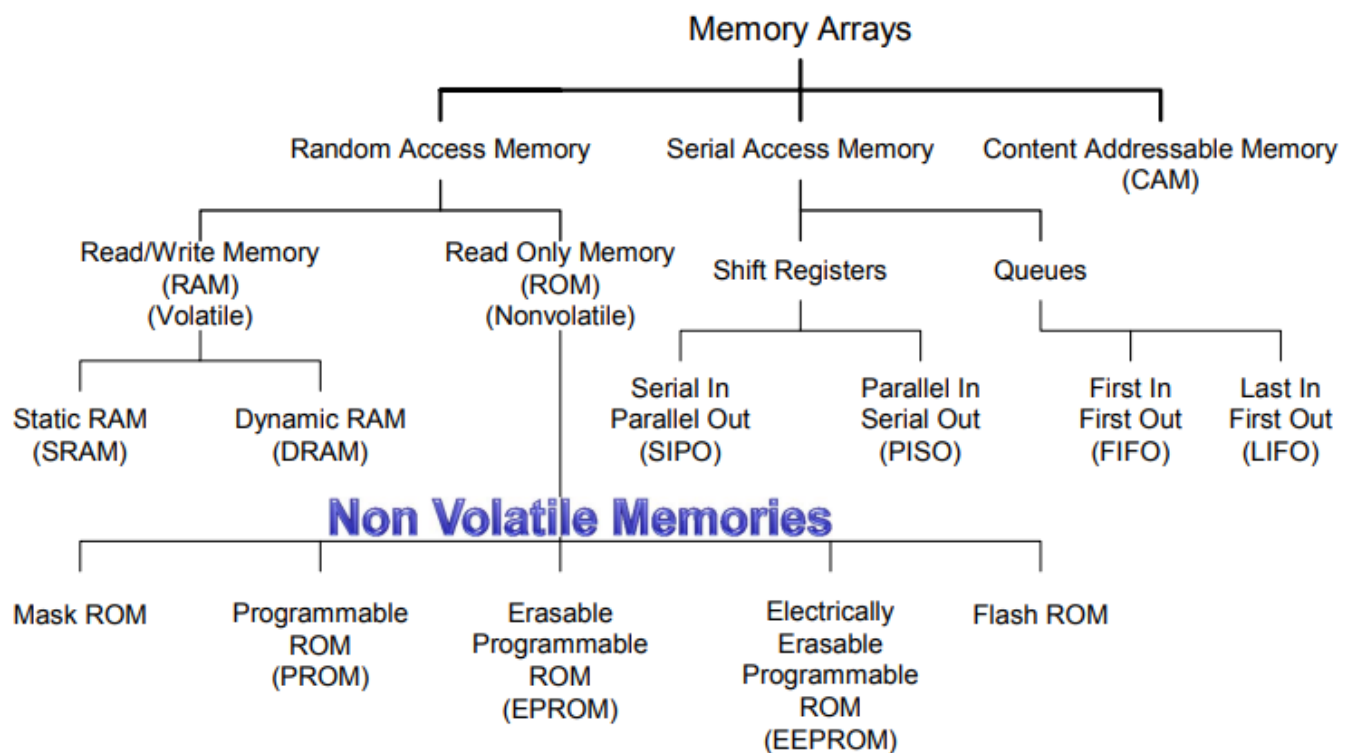 Memory Arrays
Random Access Memory
Serial Access Memory
Content Addressable Memory
(CAM)
Read/Write Memory
(RAM)
(Volatile)
Read Only Memory
(ROM)
(Nonvolatile)
Shift Registers
Queues
Static RAM
(SRAM)
Dynamic RAM
(DRAM)
Serial In
Parallel Out
(SIPO)
Parallel In
Serial Out
(PISO)
First In
First Out
(FIFO)
Last In
First Out
(LIFO)
Non Volatile Memories
Mask ROM
Programmable
ROM
(PROM)
Erasable
Programmable
ROM
(EPROM)
Electrically
Erasable
Programmable
ROM
(EEPROM)
Flash ROM